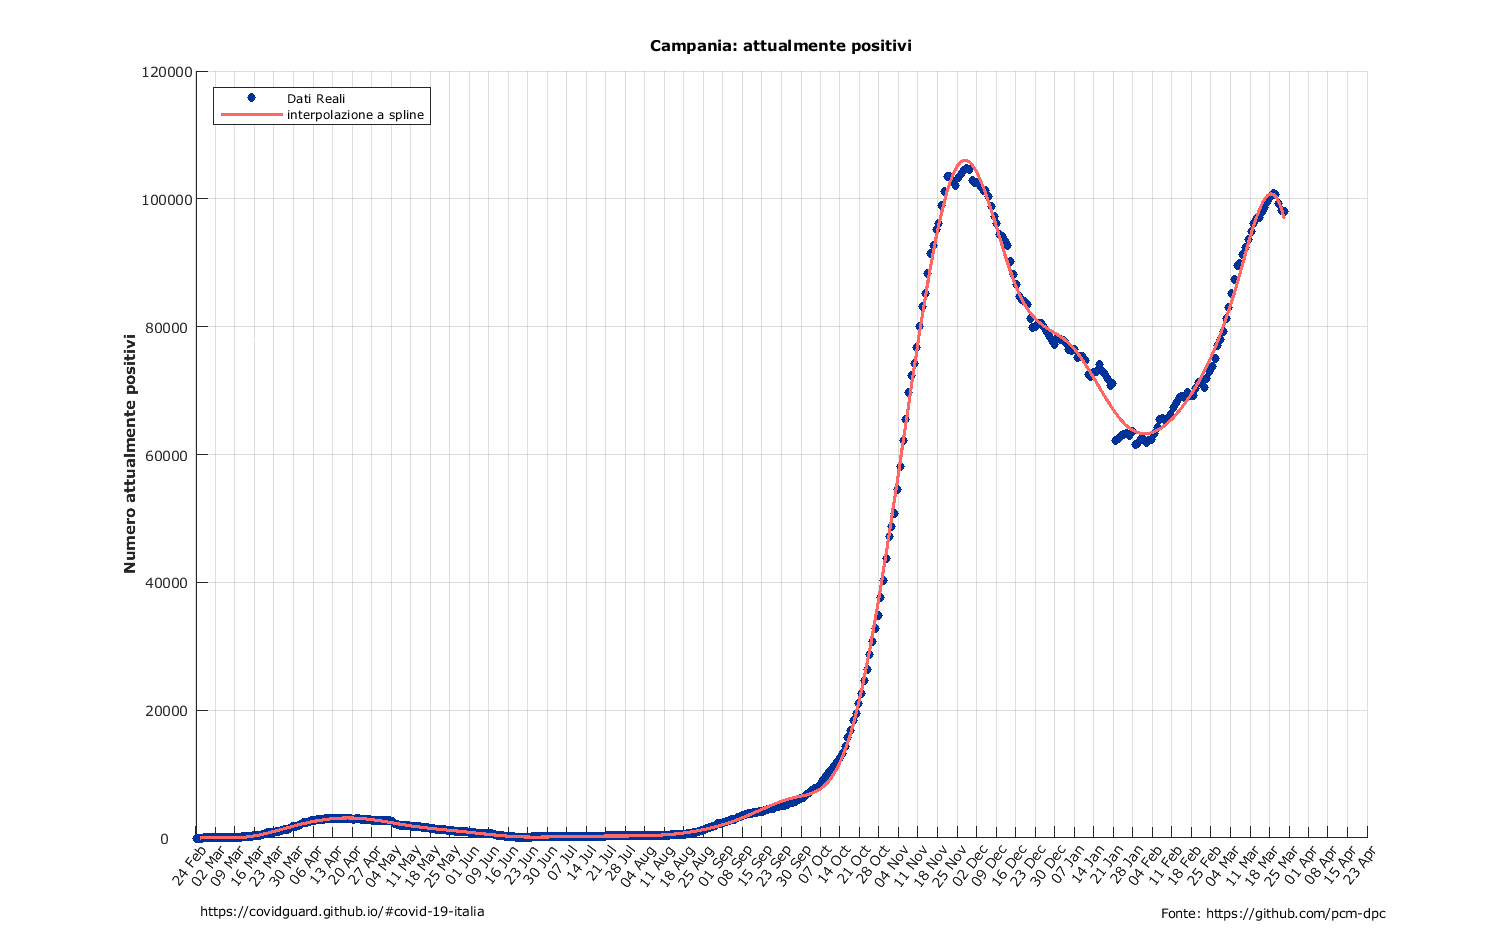 Campania: attualmente positivi
120000
100000
80000
60000
40000
20000
0
Numero attualmente positivi
Dati Reali
interpolazione a spline
24 Feb
02 Mar
09 Mar
16 Mar
23 Mar
30 Mar
06 Apr
13 Apr
20 Apr
27 Apr
04 May
11 May
18 May
25 May
01 Jun
09 Jun
16 Jun
23 Jun
30 Jun
07 Jul
14 Jul
21 Jul
28 Jul
04 Aug
11 Aug
18 Aug
25 Aug
01 Sep
08 Sep
15 Sep
23 Sep
30 Sep
07 Oct
14 Oct
21 Oct
28 Oct
04 Nov
11 Nov
18 Nov
25 Nov
02 Dec
09 Dec
16 Dec
23 Dec
30 Dec
07 Jan
14 Jan
21 Jan
28 Jan
04 Feb
11 Feb
18 Feb
25 Feb
04 Mar
11 Mar
18 Mar
25 Mar
01 Apr
08 Apr
15 Apr
23 Apr
https://covidguard.github.io/#covid-19-italia
Fonte: https://github.com/pcm-dpc